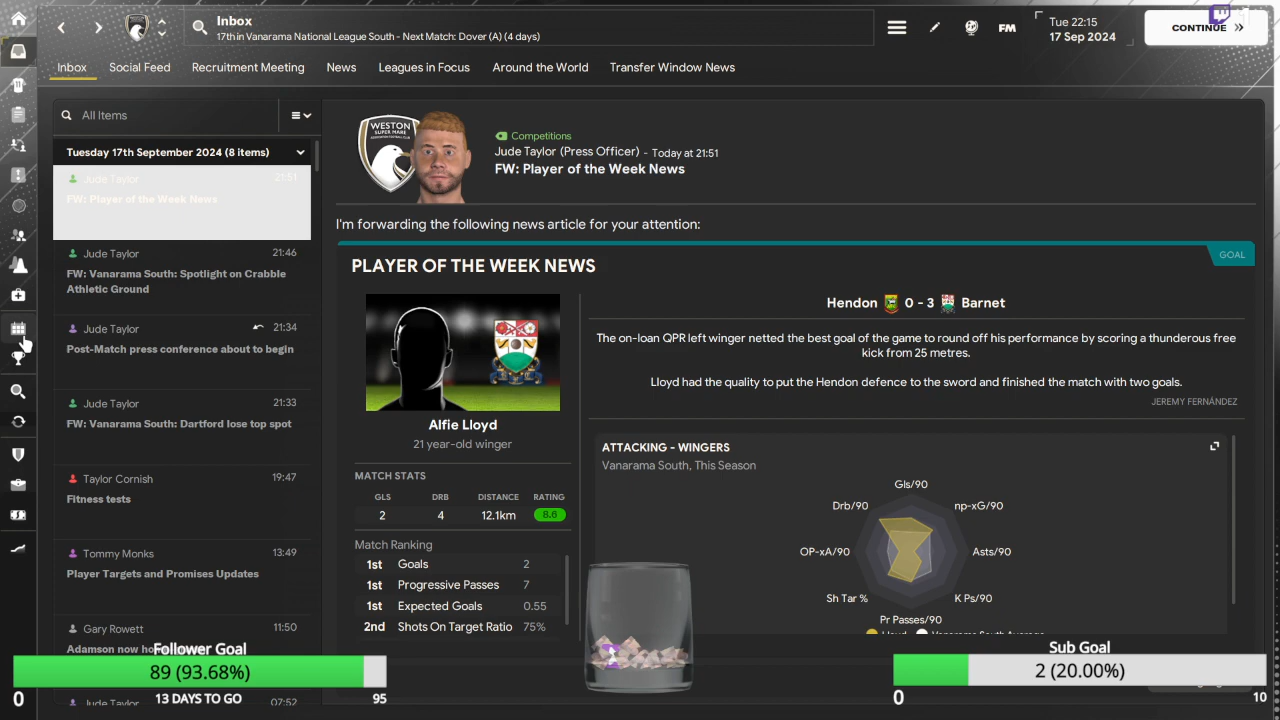 Inbox
17th in Vanarama National League South - Next Match: Dover (A) (4 days)
FM
Tue 22:15
17 Sep 2024
CONTINUE
Inbox
Social Feed
Recruitment Meeting
News
Leagues in Focus
Around the World
Transfer Window News
All Items
Tuesday 17th September 2024 (8 items)
Jude Taylor 21:51
FW: Player of the Week News
Jude Taylor 21:46
FW: Vanarama South: Spotlight on Crabble
Athletic Ground
Jude Taylor 21:34
Post-Match press conference about to begin
Jude Taylor 21:33
FW: Vanarama South: Dartford lose top spot
Taylor Cornish 19:47
Fitness tests
Tommy Monks 13:49
Player Targets and Promises Updates
Gary Rowett 11:50
Adamson now ho
Jude Taylor 07:52
WESTON
SUPER MARE
Competitions
Jude Taylor (Press Officer) - Today at 21:51
FW: Player of the Week News
I'm forwarding the following news article for your attention:
GOAL
PLAYER OF THE WEEK NEWS
Alfie Lloyd
21 year-old winger
MATCH STATS
GLS DRB DISTANCE RATING
2 4 12.1km 8.6
Match Ranking
1st Goals 2
1st Progressive Passes 7
1st Expected Goals 0.55
2nd Shots On Target Ratio 75%
Hendon 0 - 3 Barnet
The on-loan QPR left winger netted the best goal of the game to round off his performance by scoring a thunderous free
kick from 25 metres.
Lloyd had the quality to put the Hendon defence to the sword and finished the match with two goals.
JEREMY FERNÁNDEZ
ATTACKING - WINGERS
Vanarama South, This Season
Gls/90
Drb/90
np-xG/90
OP-xA/90
Asts/90
Sh Tar %
K Ps/90
Pr Passes/90
Lloyd
Vanarama South Average
Follower Goal
89 (93.68%)
0
13 DAYS TO GO
95
Sub Goal
2 (20.00%)
0
10